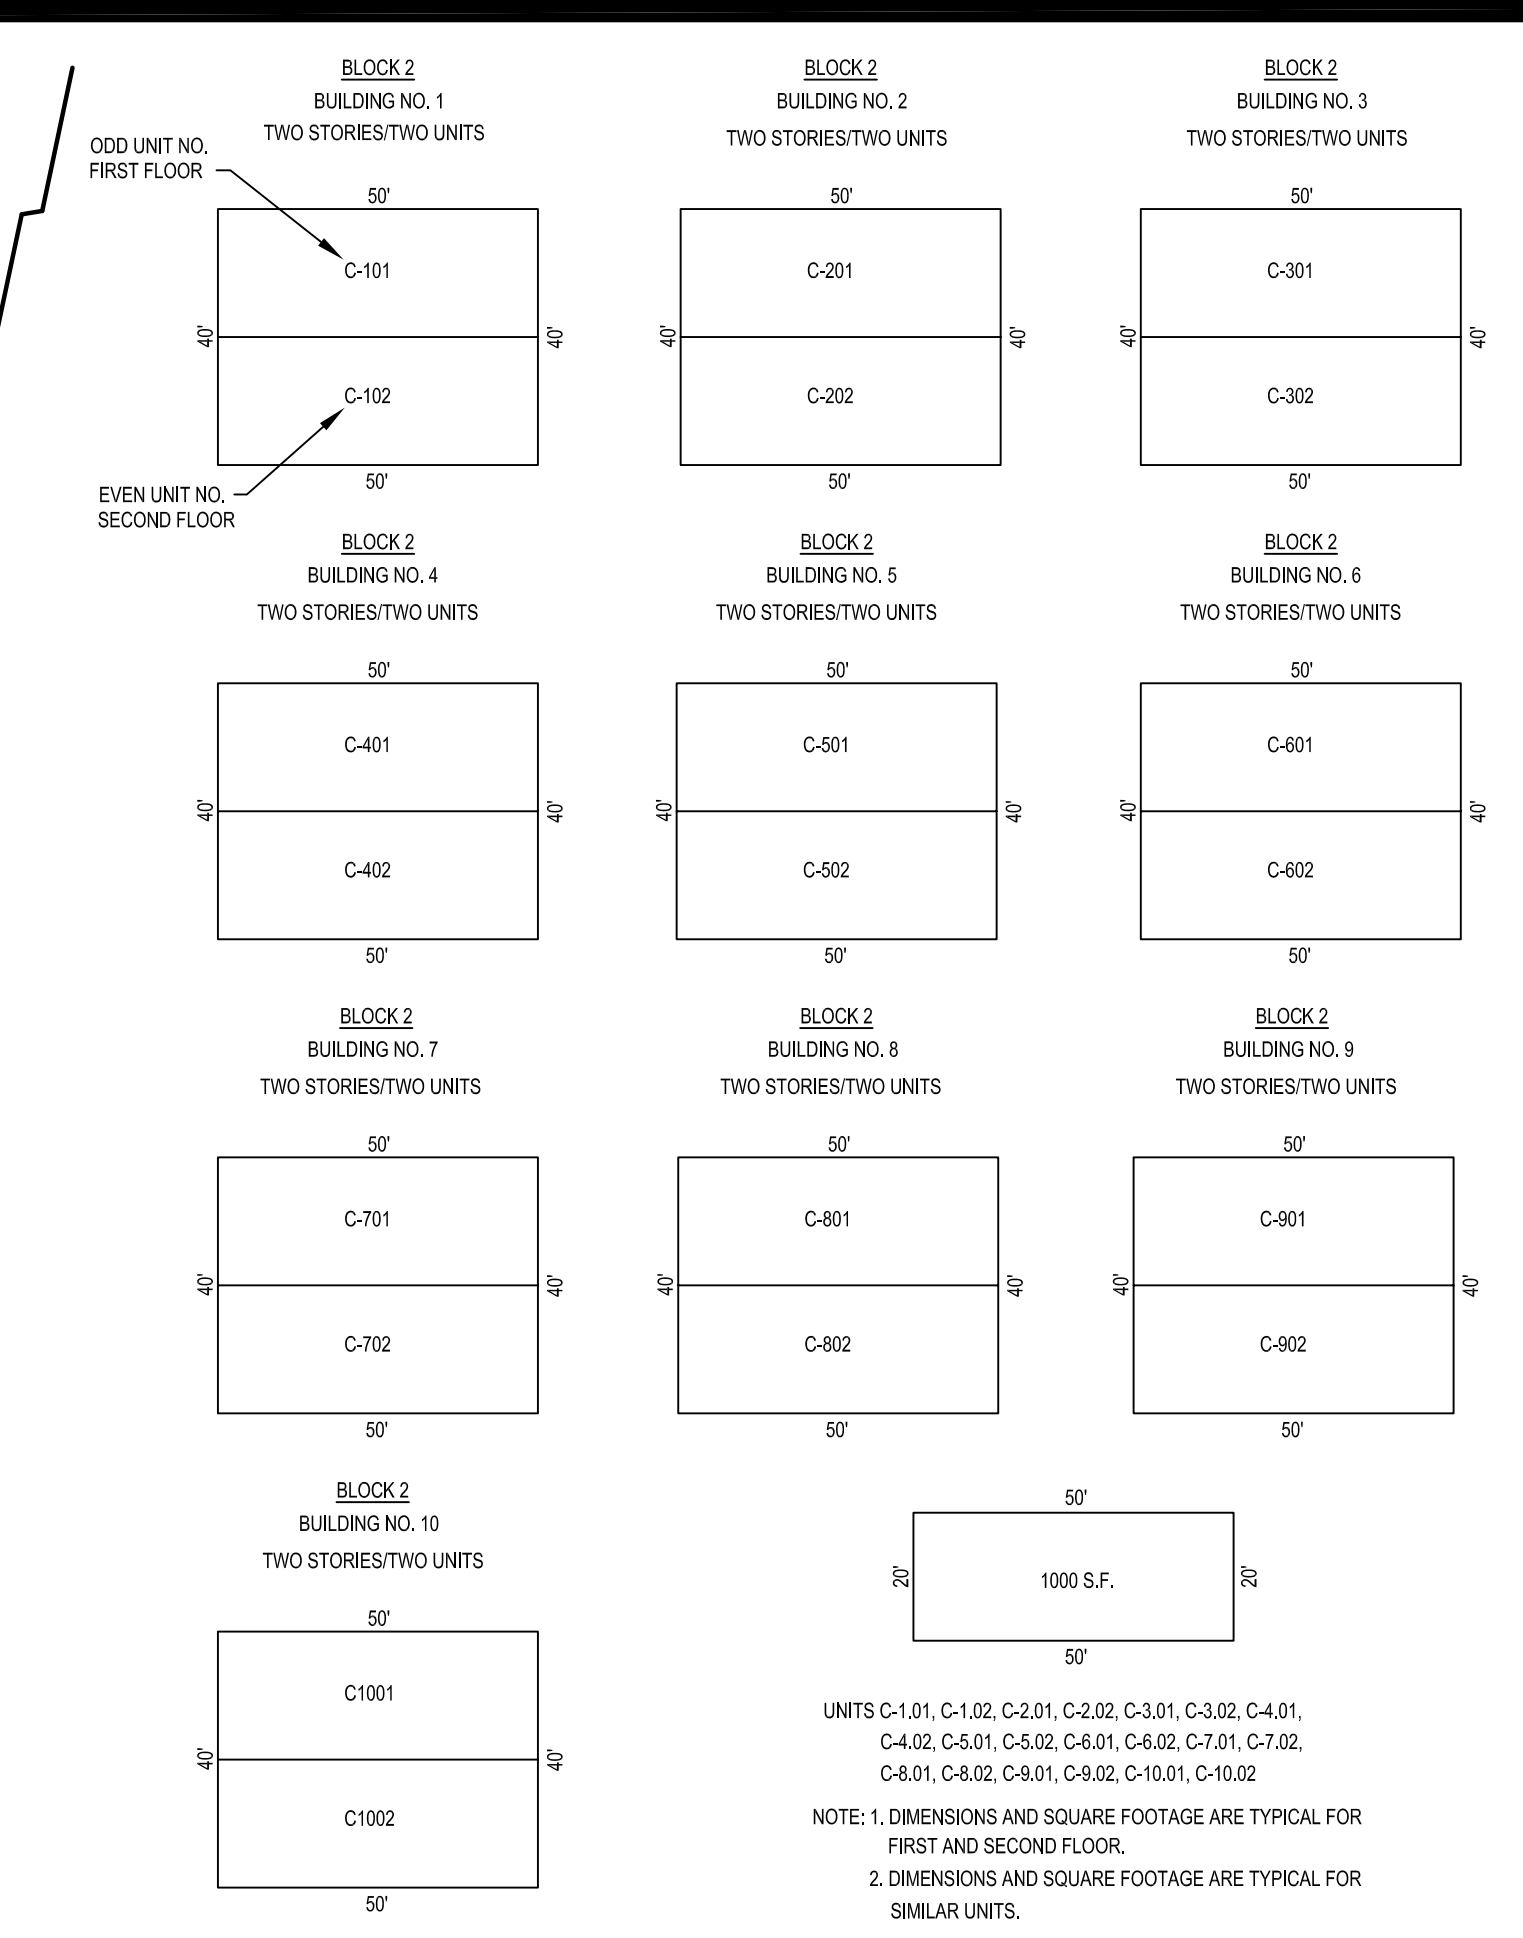 BLOCK 2
BUILDING NO. 1
TWO STORIES/TWO UNITS
ODD UNIT NO.
FIRST FLOOR
50'
C-101
40'
40'
C-102
50'
EVEN UNIT NO.
SECOND FLOOR
BLOCK 2
BUILDING NO. 2
TWO STORIES/TWO UNITS
50'
C-201
40'
40'
C-202
50'
BLOCK 2
BUILDING NO. 3
TWO STORIES/TWO UNITS
50'
C-301
40'
40'
C-302
50'
BLOCK 2
BUILDING NO. 4
TWO STORIES/TWO UNITS
50'
C-401
40'
40'
C-402
50'
BLOCK 2
BUILDING NO. 5
TWO STORIES/TWO UNITS
50'
C-501
40'
40'
C-502
50'
BLOCK 2
BUILDING NO. 6
TWO STORIES/TWO UNITS
50'
C-601
40'
40'
C-602
50'
BLOCK 2
BUILDING NO. 7
TWO STORIES/TWO UNITS
50'
C-701
40'
40'
C-702
50'
BLOCK 2
BUILDING NO. 8
TWO STORIES/TWO UNITS
50'
C-801
40'
40'
C-802
50'
BLOCK 2
BUILDING NO. 9
TWO STORIES/TWO UNITS
50'
C-901
40'
40'
C-902
50'
BLOCK 2
BUILDING NO. 10
TWO STORIES/TWO UNITS
50'
C1001
40'
40'
C1002
50'
50'
20'
1000 S.F.
20'
50'
UNITS C-1.01, C-1.02, C-2.01, C-2.02, C-3.01, C-3.02, C-4.01,
C-4.02, C-5.01, C-5.02, C-6.01, C-6.02, C-7.01, C-7.02,
C-8.01, C-8.02, C-9.01, C-9.02, C-10.01, C-10.02
NOTE: 1. DIMENSIONS AND SQUARE FOOTAGE ARE TYPICAL FOR
FIRST AND SECOND FLOOR.
2. DIMENSIONS AND SQUARE FOOTAGE ARE TYPICAL FOR
SIMILAR UNITS.